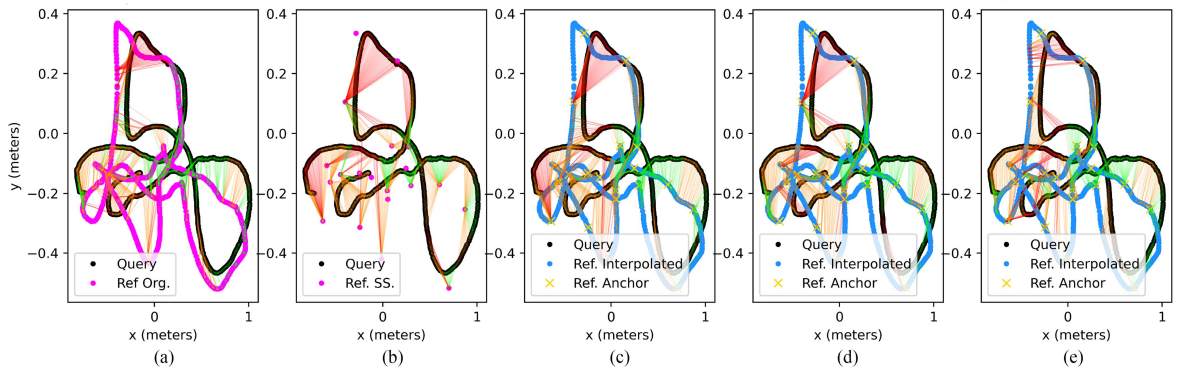 0.4
0.2
0.0
−0.2
−0.4
y (meters)
Query
Ref Org.
0
1
x (meters)
(a)
0.4
0.2
0.0
−0.2
−0.4
Query
Ref. SS.
0
1
x (meters)
(b)
0.4
0.2
0.0
−0.2
−0.4
Query
Ref. Interpolated
Ref. Anchor
0
1
x (meters)
(c)
0.4
0.2
0.0
−0.2
−0.4
Query
Ref. Interpolated
Ref. Anchor
0
1
x (meters)
(d)
0.4
0.2
0.0
−0.2
−0.4
Query
Ref. Interpolated
Ref. Anchor
0
1
x (meters)
(e)